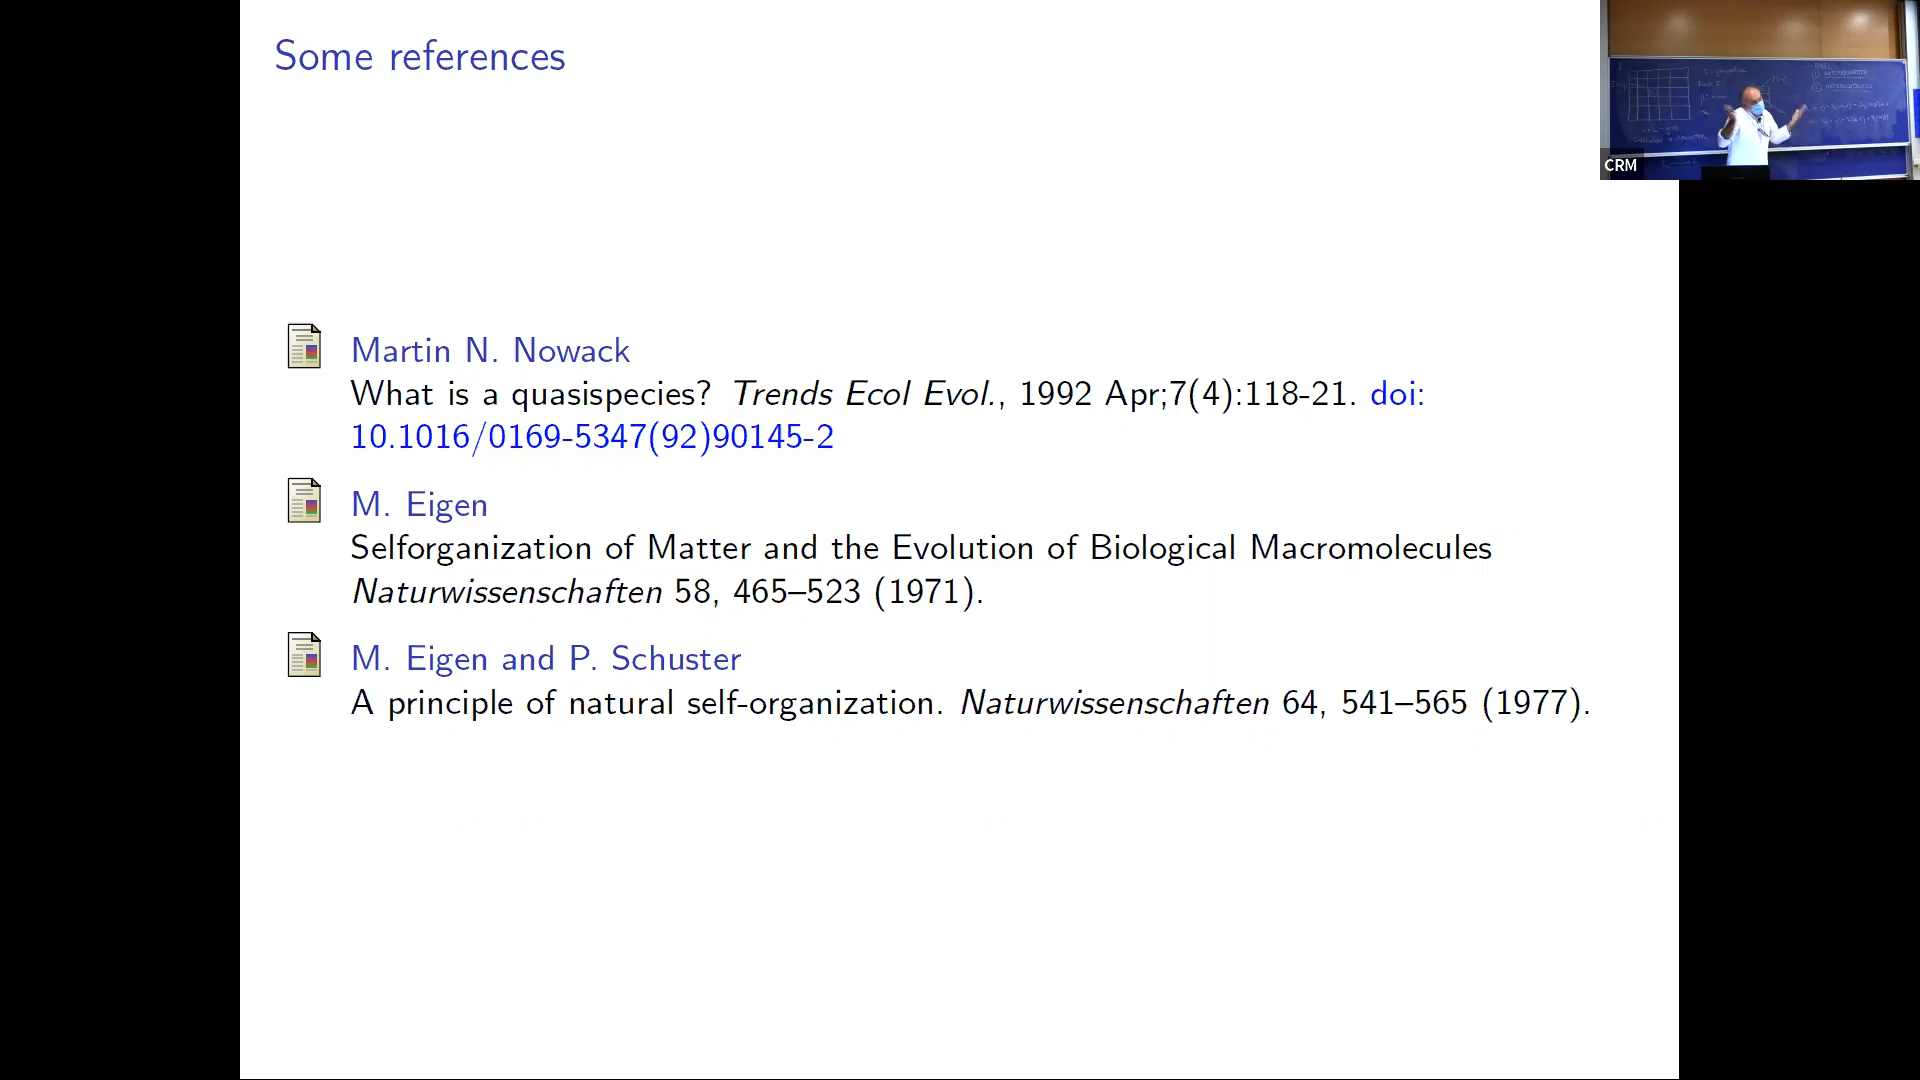 Some references
Martin N. Nowack
What is a quasispecies? Trends Ecol Evol., 1992 Apr;7(4):118-21. doi:
10.1016/0169-5347(92)90145-2
M. Eigen
Selforganization of Matter and the Evolution of Biological Macromolecules
Naturwissenschaften 58, 465–523 (1971).
M. Eigen and P. Schuster
A principle of natural self-organization. Naturwissenschaften 64, 541–565 (1977).
CRM